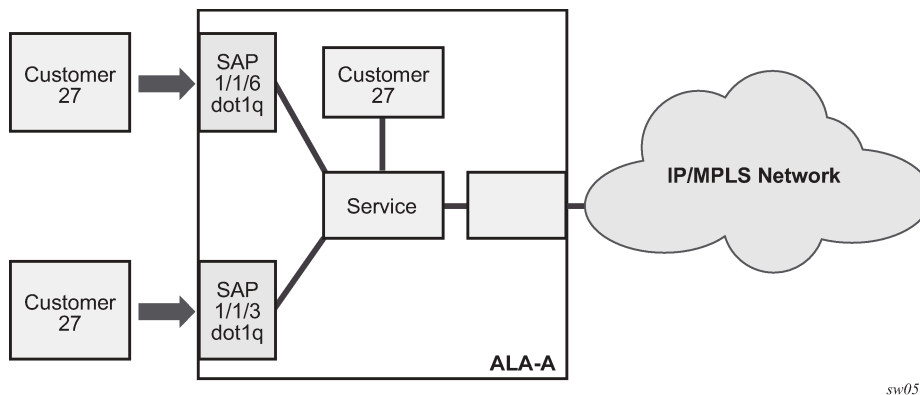 Customer
27
SAP
1/1/6
dot1q
Customer
27
IP/MPLS Network
Service
Customer
27
SAP
1/1/3
dot1q
ALA-A
sw05